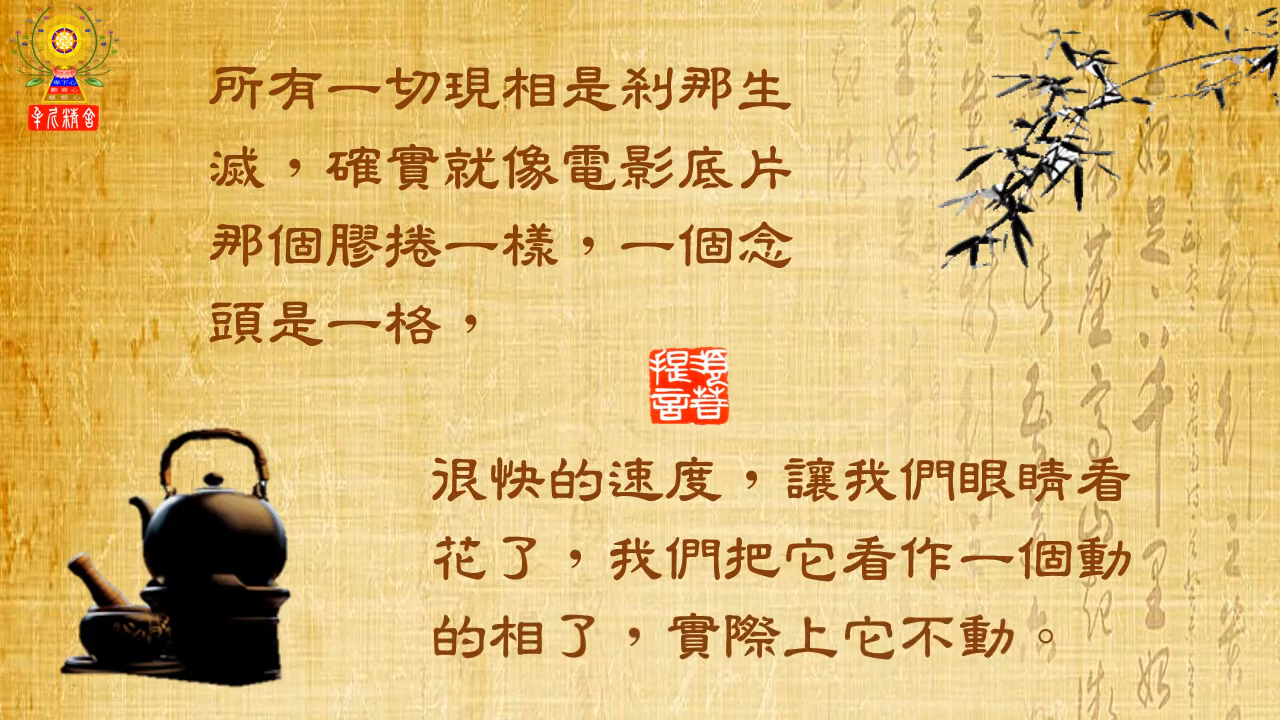 所有一切現相是剎那生
滅，確實就像電影底片
那個膠捲一樣，一個念
頭是一格，
很快的速度，讓我們眼睛看
花了，我們把它看作一個動
的相了，實際上它不動。